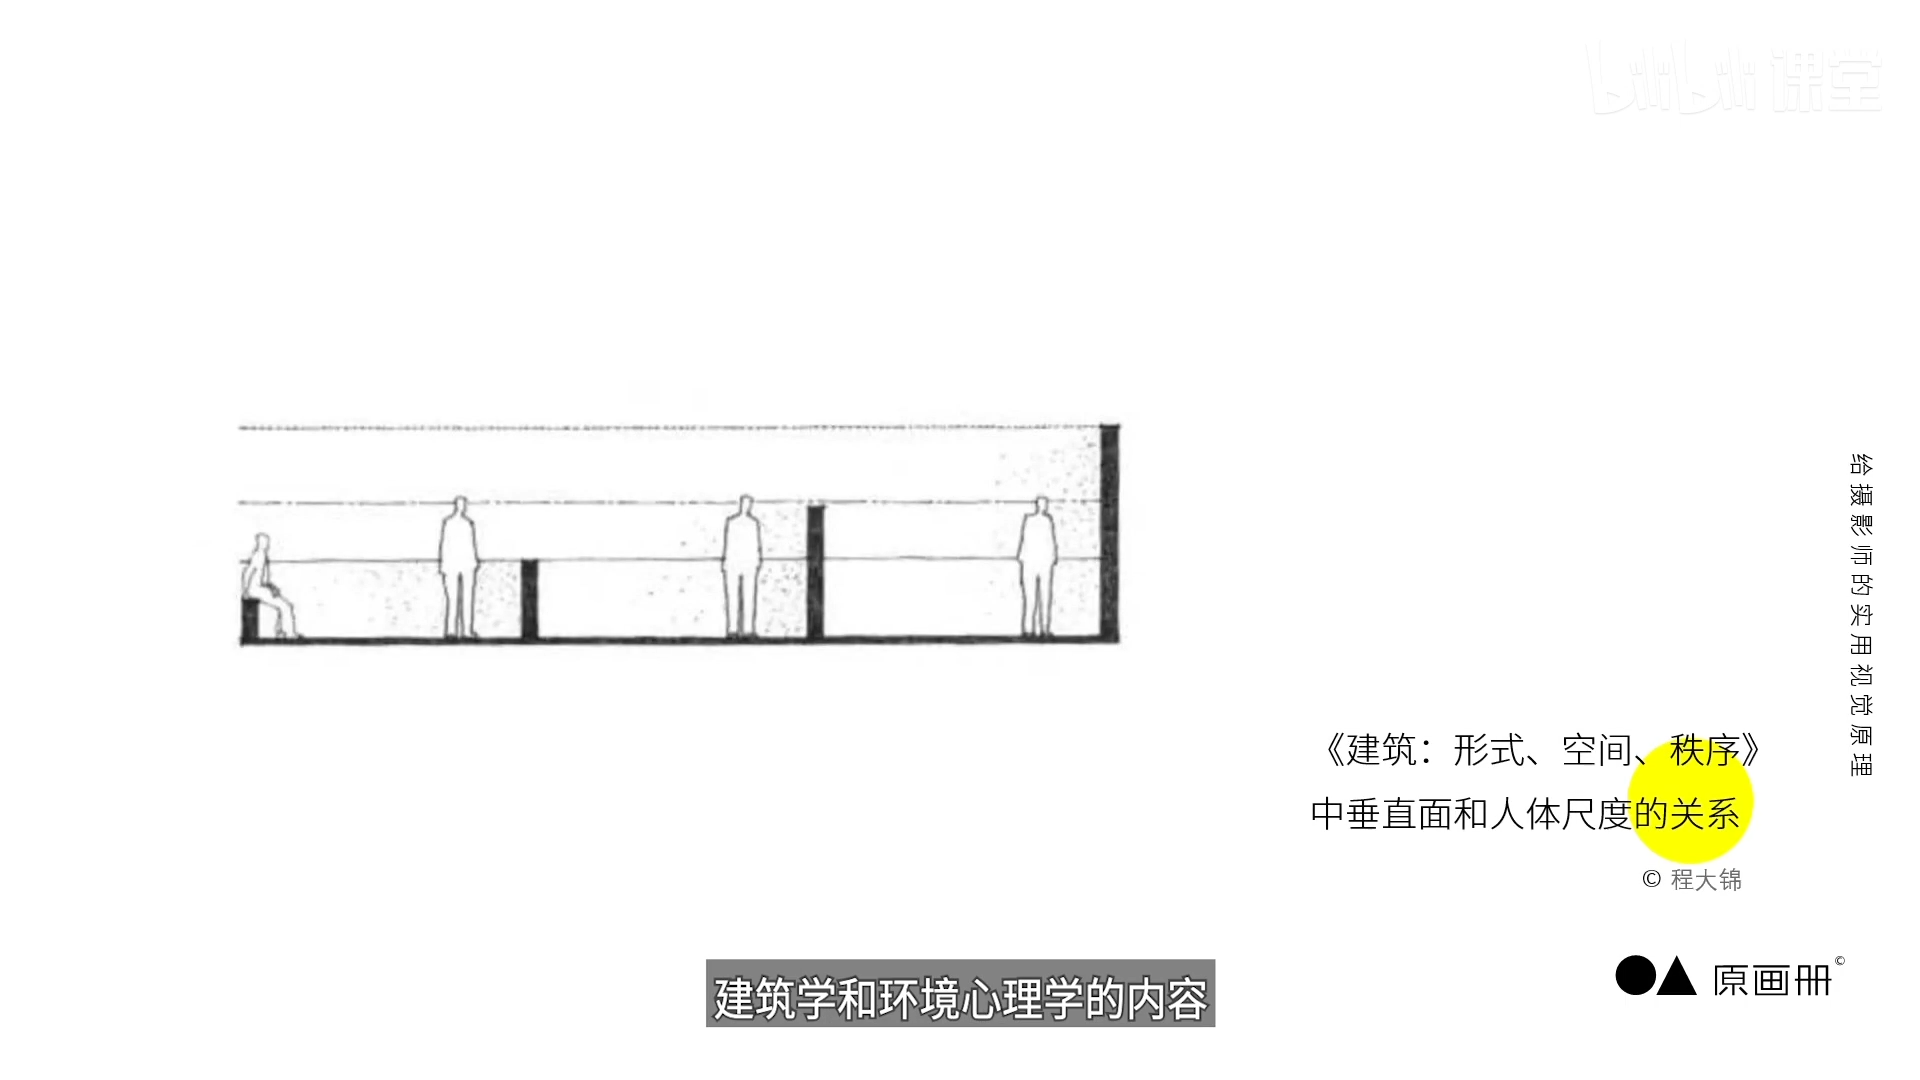 bilibili课堂
给摄影师的实用视觉原理
《建筑：形式、空间、秩序》
中垂直面和人体尺度的关系
© 程大锦
原画册©
建筑学和环境心理学的内容